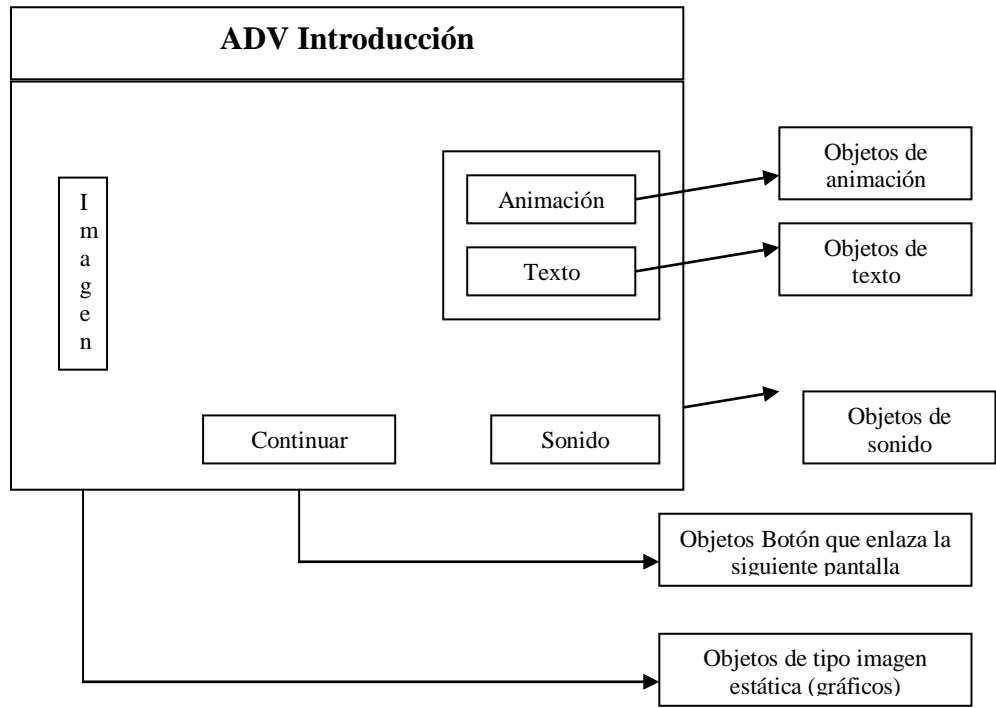 ADV Introducción
Imagen
Animación
Texto
Continuar
Sonido
Objetos de
animación
Objetos de
texto
Objetos de
sonido
Objetos Botón que enlaza la
siguiente pantalla
Objetos de tipo imagen
estática (gráficos)